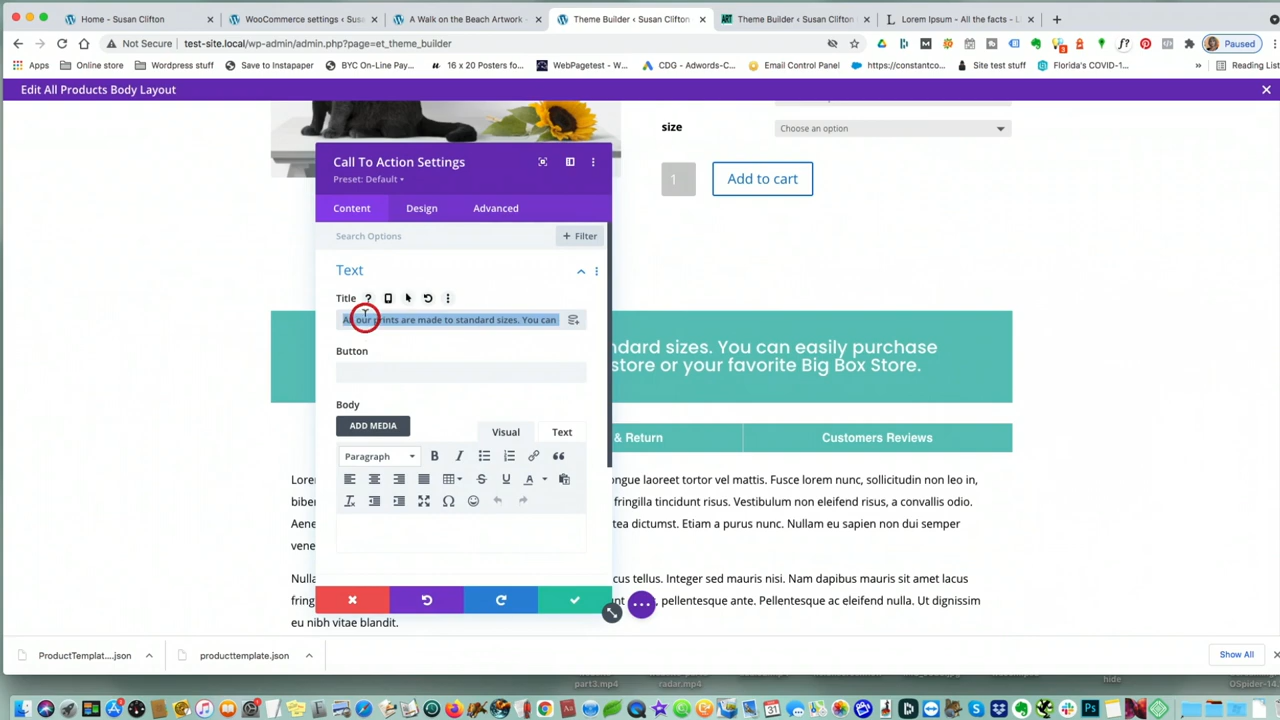 Home - Susan Clifton
WooCommerce settings ‹ Susan
A Walk on the Beach Artwork -
Theme Builder ‹ Susan Clifton
Theme Builder ‹ Susan Clifton
Lorem Ipsum - All the facts - L
Not Secure
test-site.local/wp-admin/admin.php?page=et_theme_builder
Paused
Apps
Online store
Wordpress stuff
Save to Instapaper
BYC On-Line Pay...
16 x 20 Posters fo...
WebPagetest - W...
CDG - Adwords-C...
Email Control Panel
https://constantco...
Site test stuff
Florida's COVID-1...
»
Reading List
Edit All Products Body Layout
size
Choose an option
1
Add to cart
Call To Action Settings
Preset: Default
Content
Design
Advanced
Search Options
+ Filter
Text
Title
our prints are made to standard sizes. You can
Button
Body
ADD MEDIA
Visual
Text
Paragraph
ndard sizes. You can easily purchase
store or your favorite Big Box Store.
& Return
Customers Reviews
ongue laoreet tortor vel mattis. Fusce lorem nunc, sollicitudin non leo in,
fringilla tincidunt risus. Vestibulum non eleifend risus, a convallis odio.
tea dictumst. Etiam a purus nunc. Nullam eu sapien non dui semper
cus tellus. Integer sed mauris nisi. Nam dapibus mauris sit amet lacus
fring
, pellentesque ante. Pellentesque ac eleifend nulla. Ut dignissim
eu nibh vitae blandit.
ProductTemplat....json
producttemplate.json
Show All
part3.mp4
radar.mp4
hide
OSpider-14.